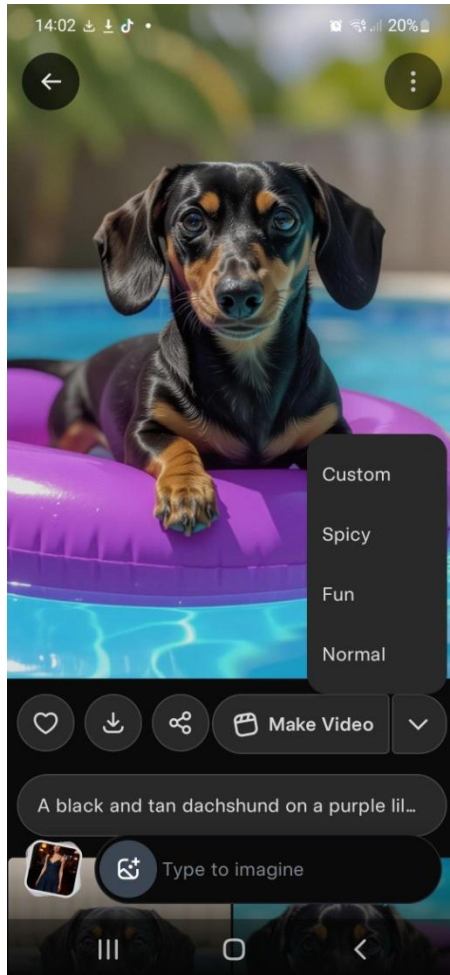 14:02
20%
Custom
Spicy
Fun
Normal
Make Video
A black and tan dachshund on a purple lil...
Type to imagine